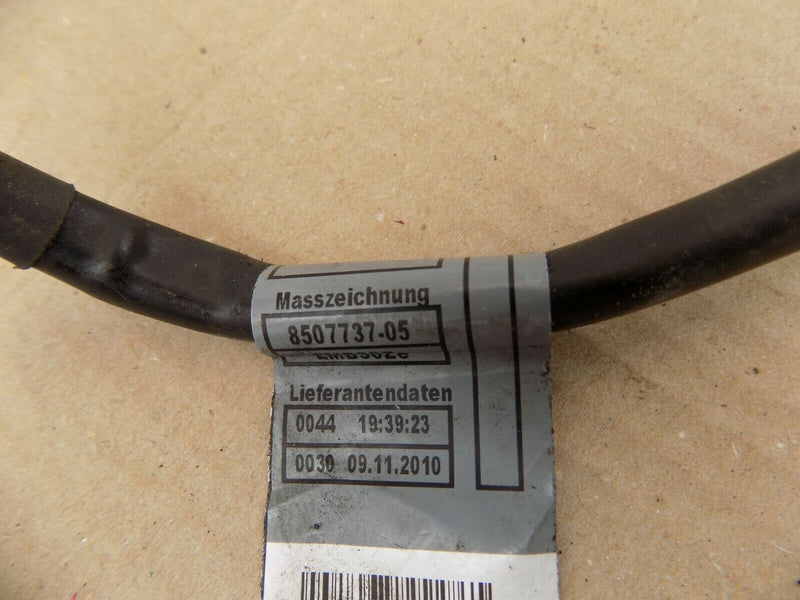 Masszeichnung
8507737-05
Lieferantendaten
0044 19:39:23
0030 09.11.2010